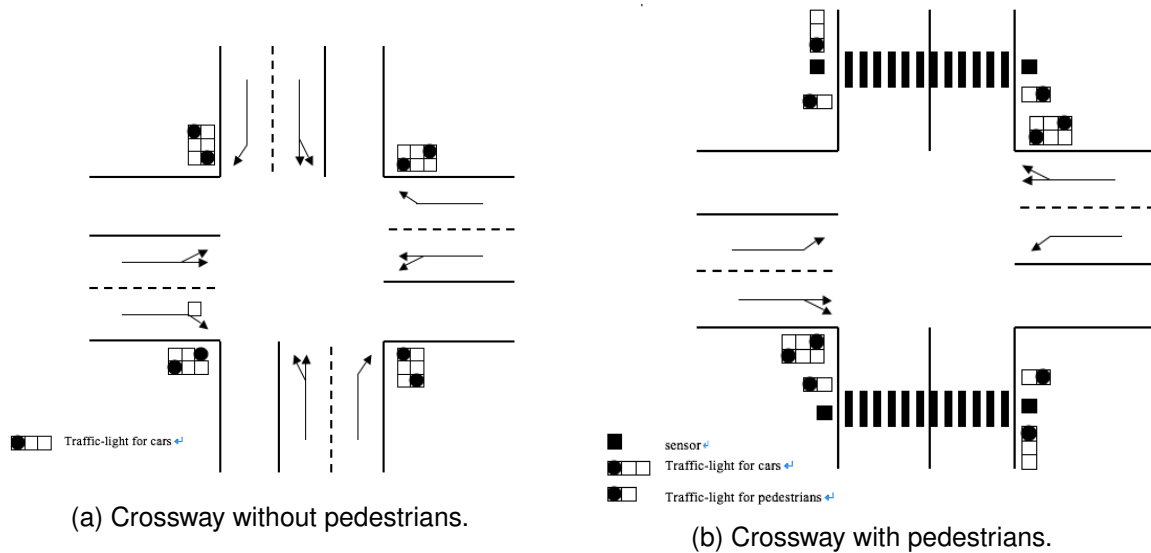 Traffic-light for cars ↵
(a) Crossway without pedestrians.
sensor↵
Traffic-light for cars ↵
Traffic-light for pedestrians ↵
(b) Crossway with pedestrians.